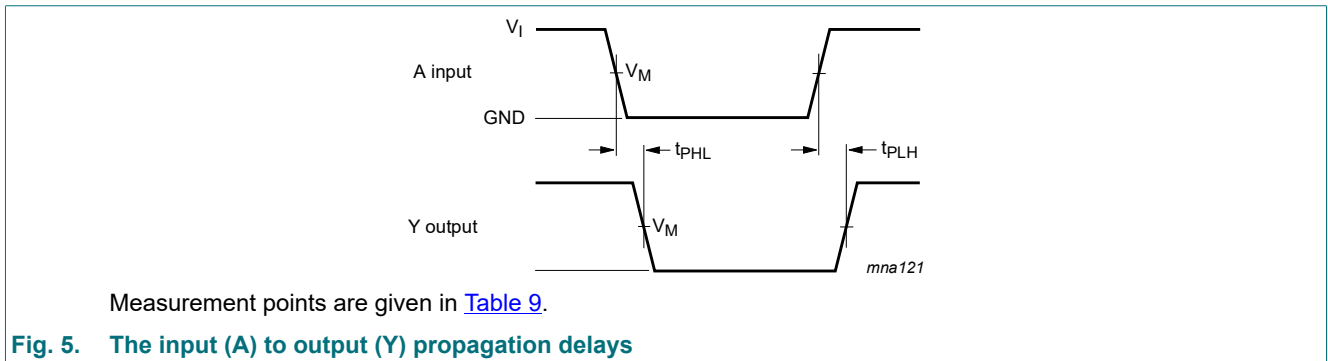 VI
A input
VM
GND
tPHL
tPLH
Y output
VM
mna121
Measurement points are given in Table 9.
Fig. 5. The input (A) to output (Y) propagation delays